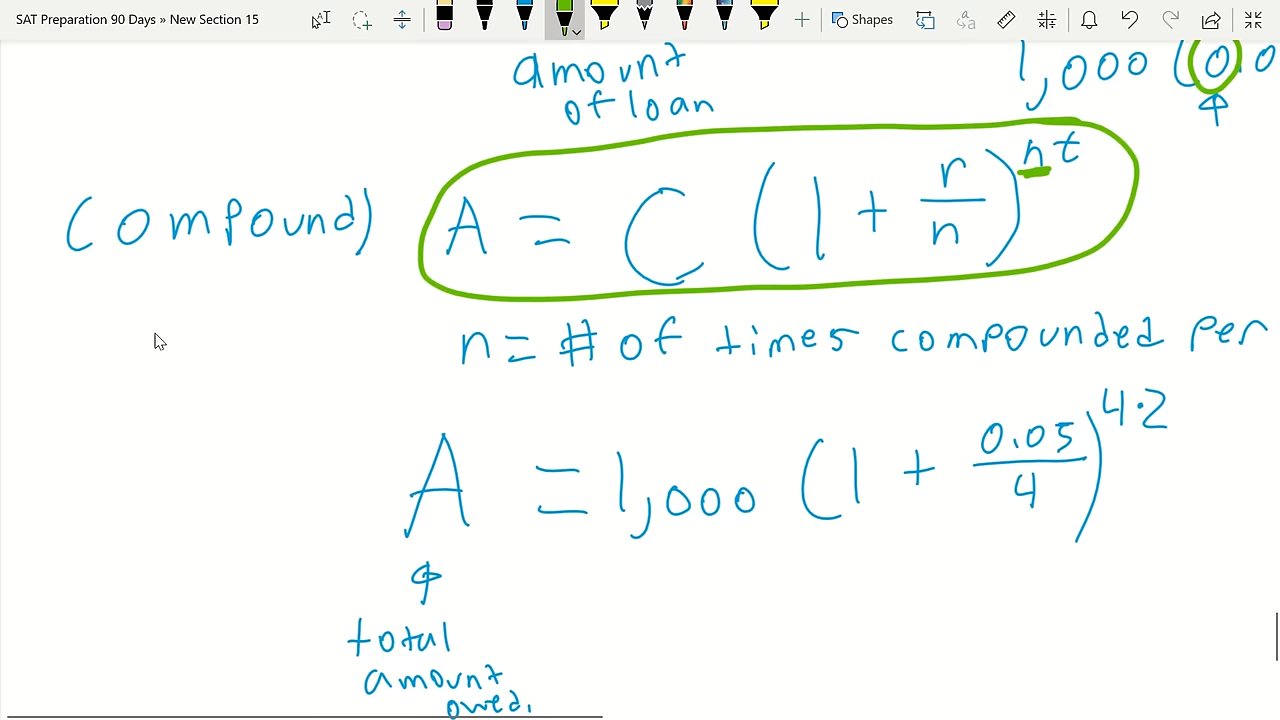 SAT Preparation 90 Days » New Section 15
Shapes
amount
of loan
1,000 (0.0
(compound) A = C (1 + r/n)^nt
n = # of times compounded per
A = 1,000 (1 + 0.05/4)^4·2
total
amount
owed.